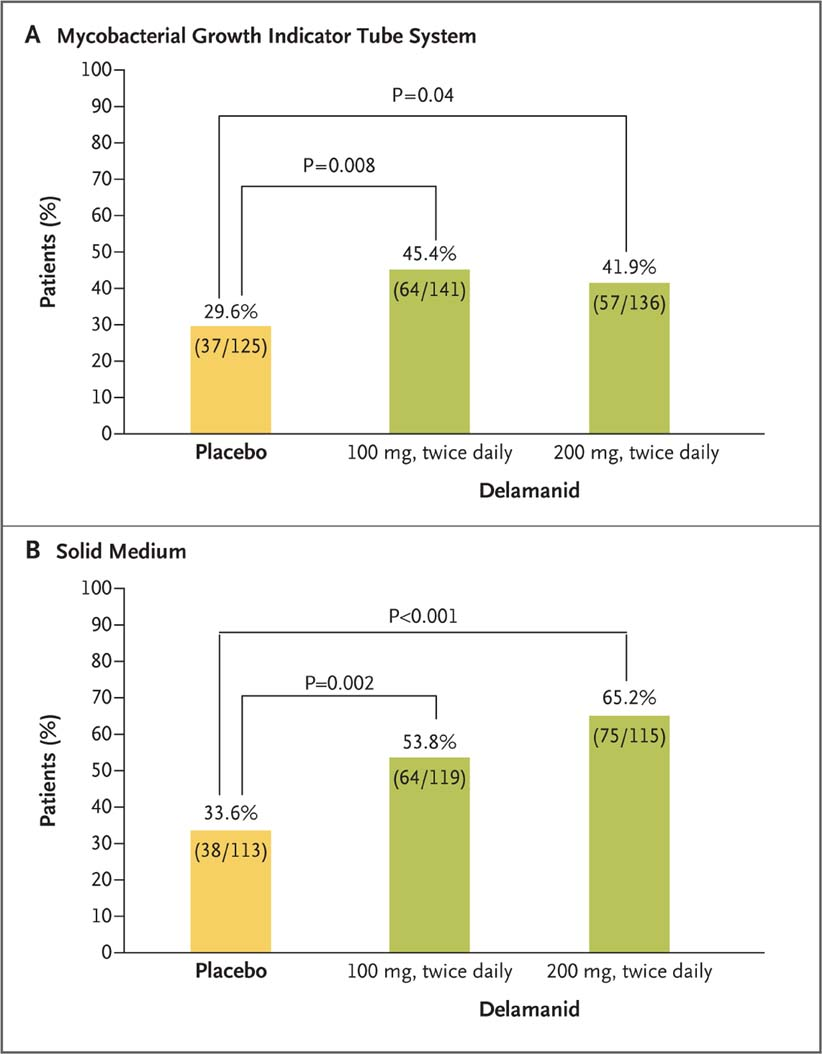 A Mycobacterial Growth Indicator Tube System
Patients (%)
100
90
80
70
60
50
40
30
20
10
0
P=0.04
P=0.008
29.6%
(37/125)
45.4%
(64/141)
41.9%
(57/136)
Placebo
100 mg, twice daily
200 mg, twice daily
Delamanid
B Solid Medium
Patients (%)
100
90
80
70
60
50
40
30
20
10
0
P<0.001
P=0.002
33.6%
(38/113)
53.8%
(64/119)
65.2%
(75/115)
Placebo
100 mg, twice daily
200 mg, twice daily
Delamanid